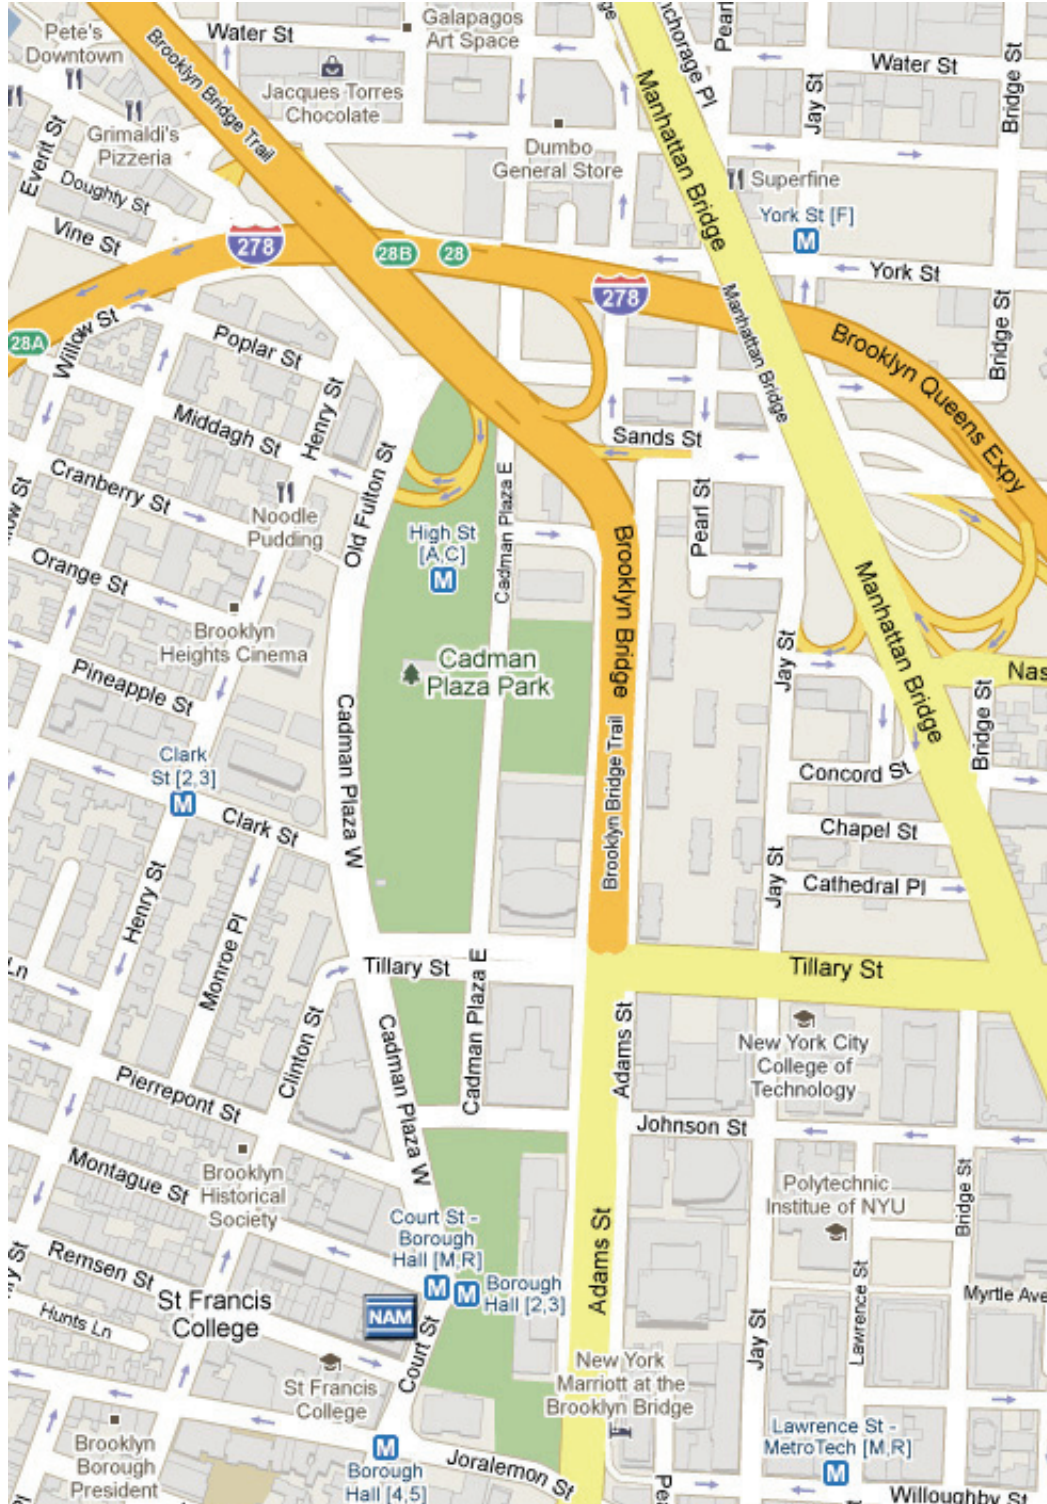 Pete's
Downtown
Water St
Galapagos
Art Space
Anchorage Pl
Pearl
Jay St
Water St
Bridge St
Brooklyn Bridge Trail
Jacques Torres
Chocolate
Manhattan Bridge
Everit St
Grimaldi's
Pizzeria
Dumbo
General Store
Superfine
Doughty St
Vine St
York St [F]
M
York St
278
28B
28
278
Manhattan Bridge
Bridge St
28A
Willow St
Poplar St
Henry St
Brooklyn Queens Expy
Middagh St
Sands St
Cranberry St
Old Fulton St
Cadman Plaza E
Pearl St
Noodle
Pudding
High St
[A,C]
M
Brooklyn Bridge
Orange St
Manhattan Bridge
Brooklyn
Heights Cinema
Cadman
Plaza Park
Jay St
Nas
Pineapple St
Cadman Plaza W
Brooklyn Bridge Trail
Bridge St
Clark
St [2,3]
M
Concord St
Clark St
Chapel St
Henry St
Jay St
Cathedral Pl
Monroe Pl
Ln
Tillary St
Cadman Plaza E
Tillary St
Clinton St
Cadman Plaza W
Adams St
New York City
College of
Technology
Pierrepont St
Johnson St
Montague St
Brooklyn
Historical
Society
Polytechnic
Institue of NYU
Bridge St
Court St -
Borough
Hall [M,R]
M
M
Borough
Hall [2,3]
Adams St
Remsen St
Hunts Ln
St Francis
College
NAM
Court St
Jay St
Lawrence St
Myrtle Ave
St Francis
College
New York
Marriott at the
Brooklyn Bridge
Brooklyn
Borough
President
M
Borough
Hall [4,5]
Joralemon St
Lawrence St -
MetroTech [M,R]
M
Willoughby St